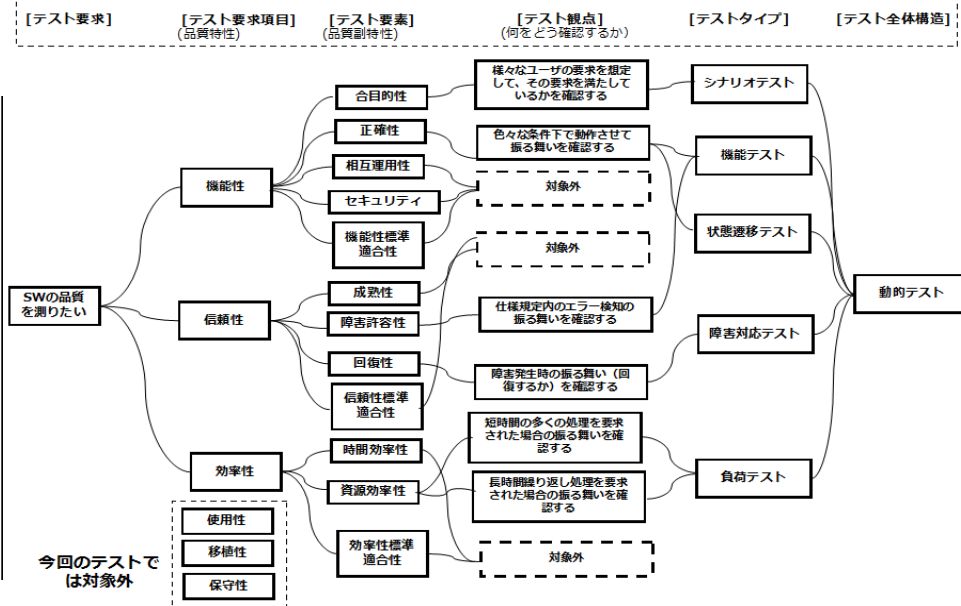 [テスト要求]
[テスト要求項目]
(品質特性)
[テスト要素]
(品質副特性)
[テスト観点]
(何をどう確認するか)
[テストタイプ]
[テスト全体構造]
SWの品質
を測りたい
機能性
信頼性
効率性
使用性
移植性
保守性
今回のテストで
は対象外
合目的性
正確性
相互運用性
セキュリティ
機能性標準
適合性
成熟性
障害許容性
回復性
信頼性標準
適合性
時間効率性
資源効率性
効率性標準
適合性
様々なユーザの要求を想定
して、その要求を満たして
いるかを確認する
色々な条件下で動作させて
振る舞いを確認する
対象外
対象外
仕様規定内のエラー検知の
振る舞いを確認する
障害発生時の振る舞い（回
復するか）を確認する
短時間の多くの処理を要求
された場合の振る舞いを確
認する
長時間繰り返し処理を要求
された場合の振る舞いを確
認する
対象外
シナリオテスト
機能テスト
状態遷移テスト
障害対応テスト
負荷テスト
動的テスト